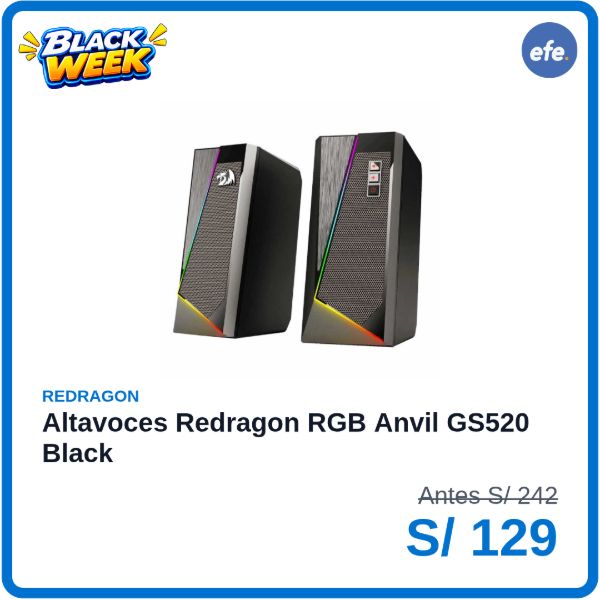 BLACK
WEEK
efe.
REDRAGON
Altavoces Redragon RGB Anvil GS520
Black
Antes S/ 242
S/ 129